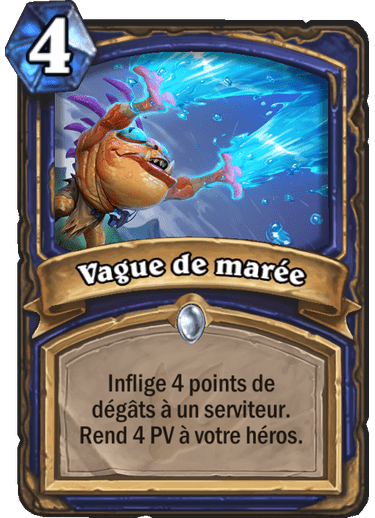 4
Vague de marée
Inflige 4 points de
dégâts à un serviteur.
Rend 4 PV à votre héros.